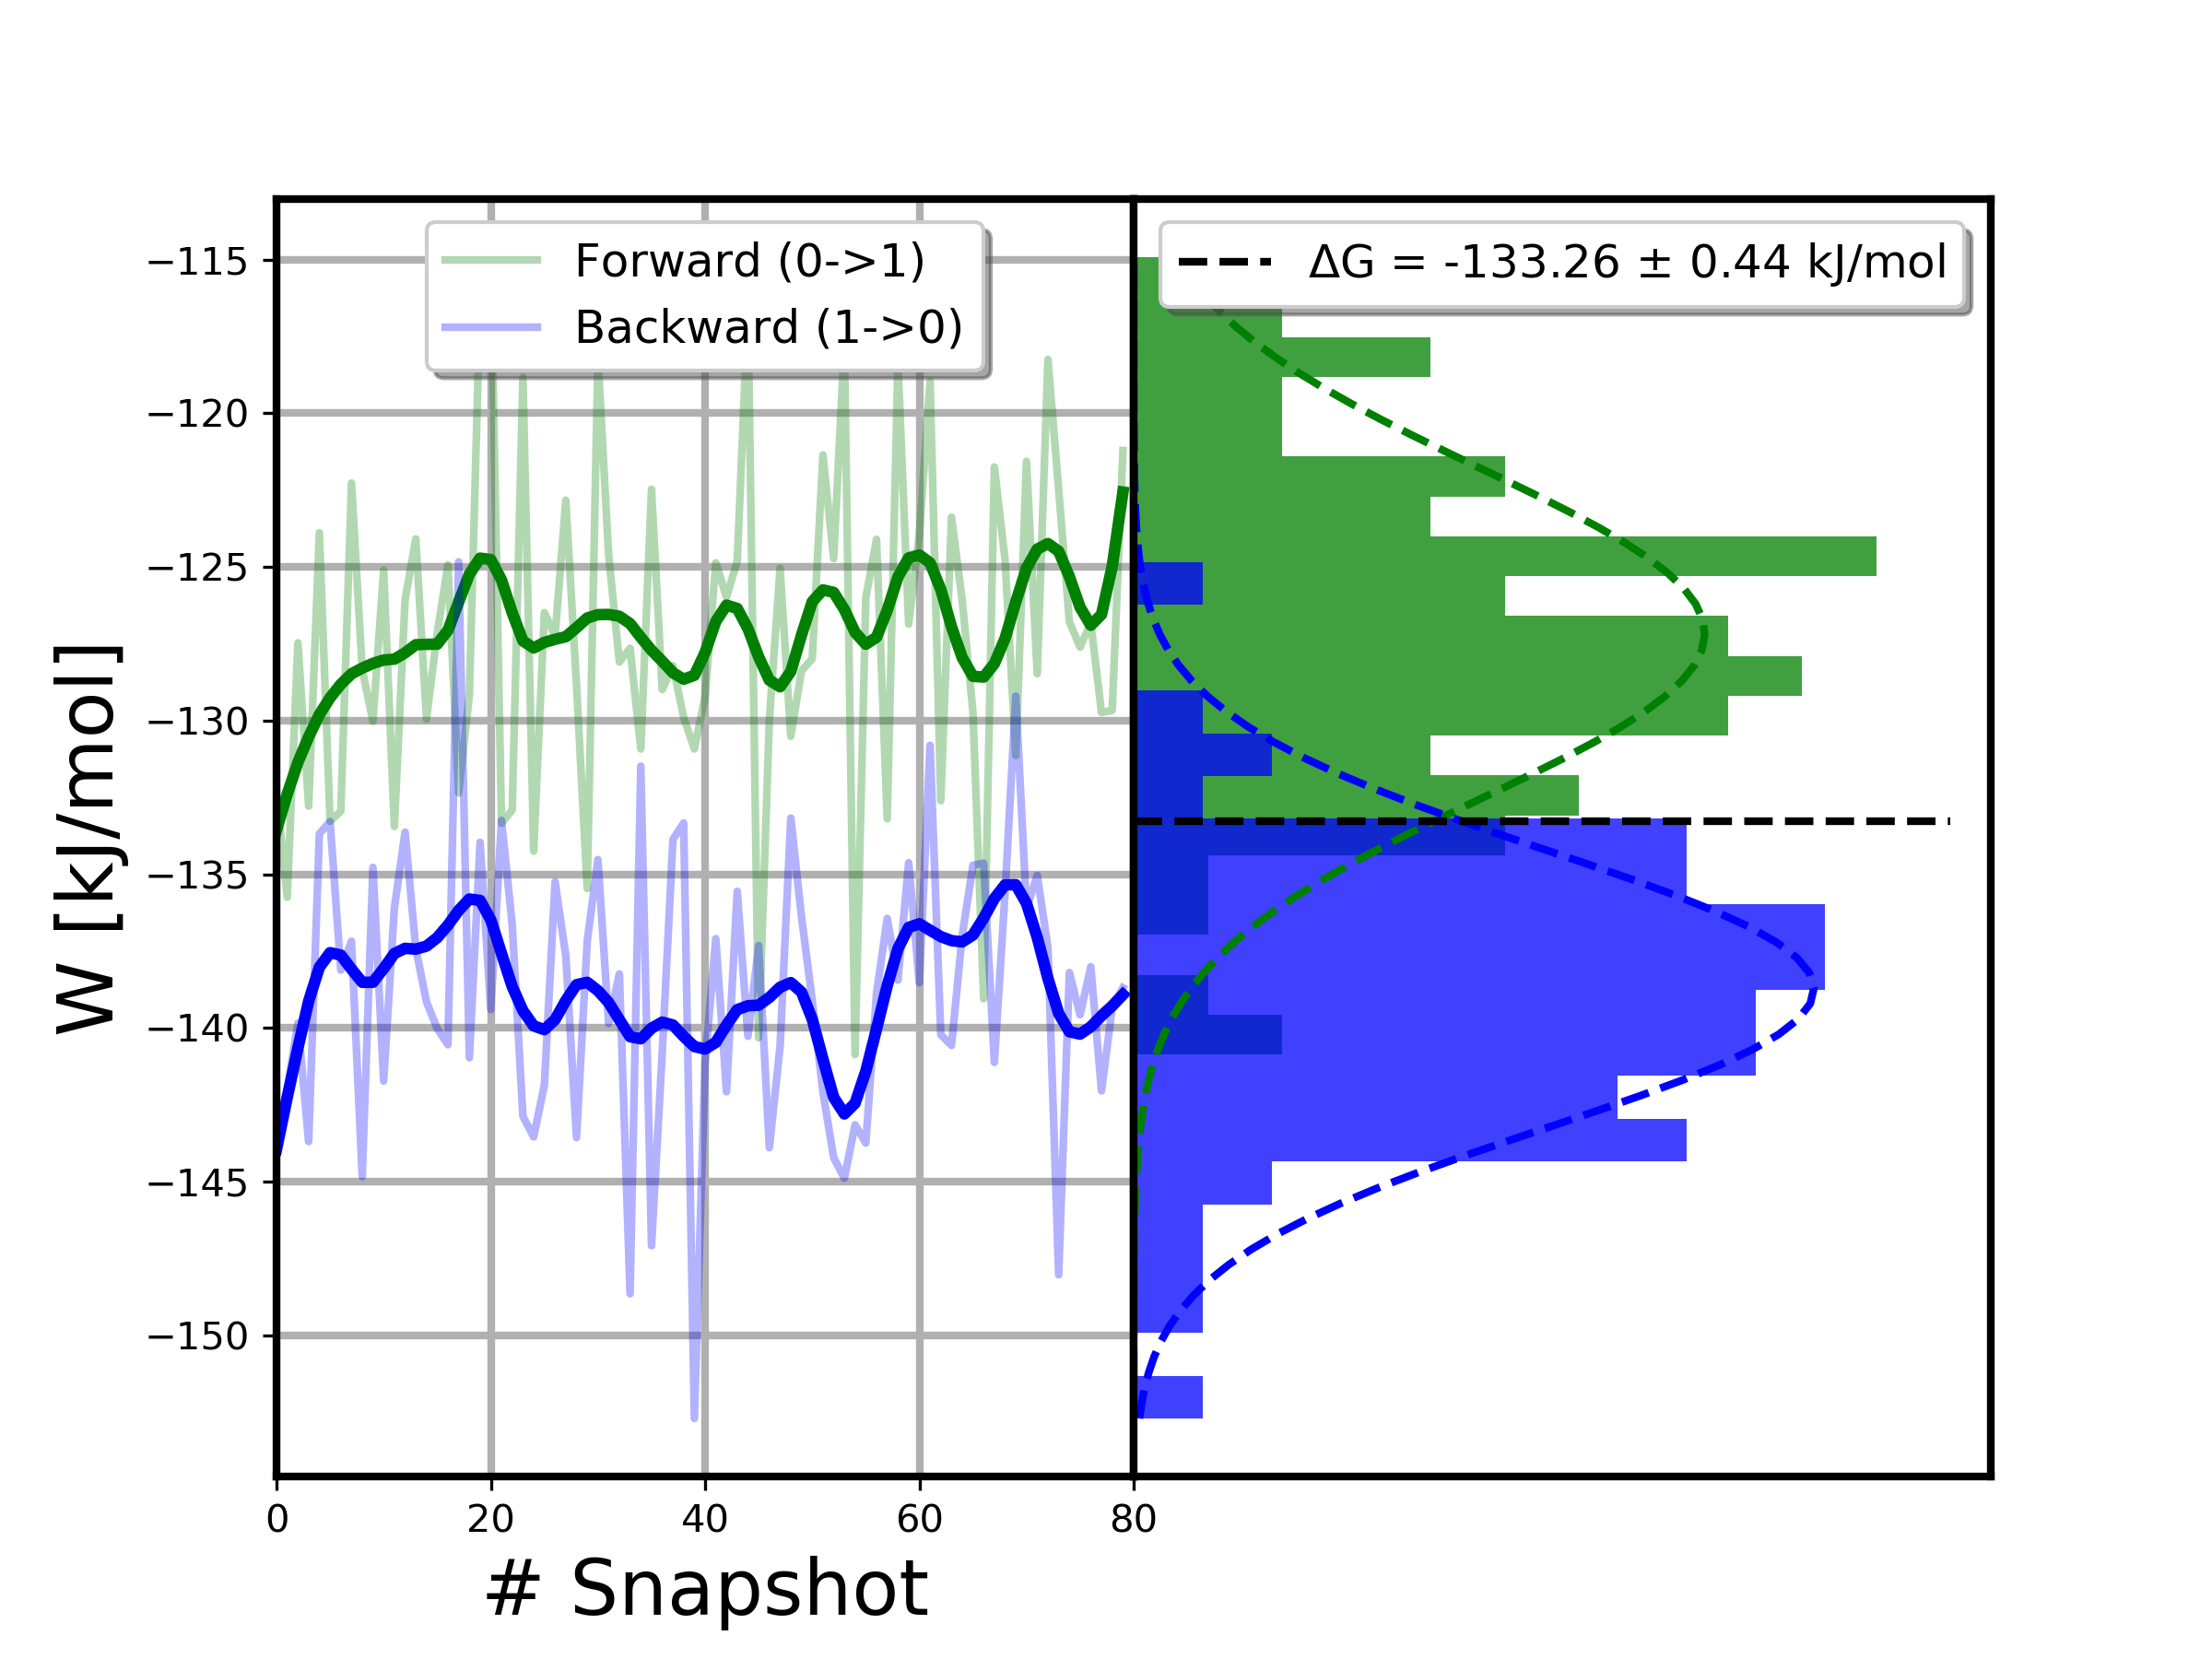 Forward (0->1)
Backward (1->0)
ΔG = -133.26 ± 0.44 kJ/mol
W [kJ/mol]
−115
−120
−125
−130
−135
−140
−145
−150
0 20 40 60 80
# Snapshot